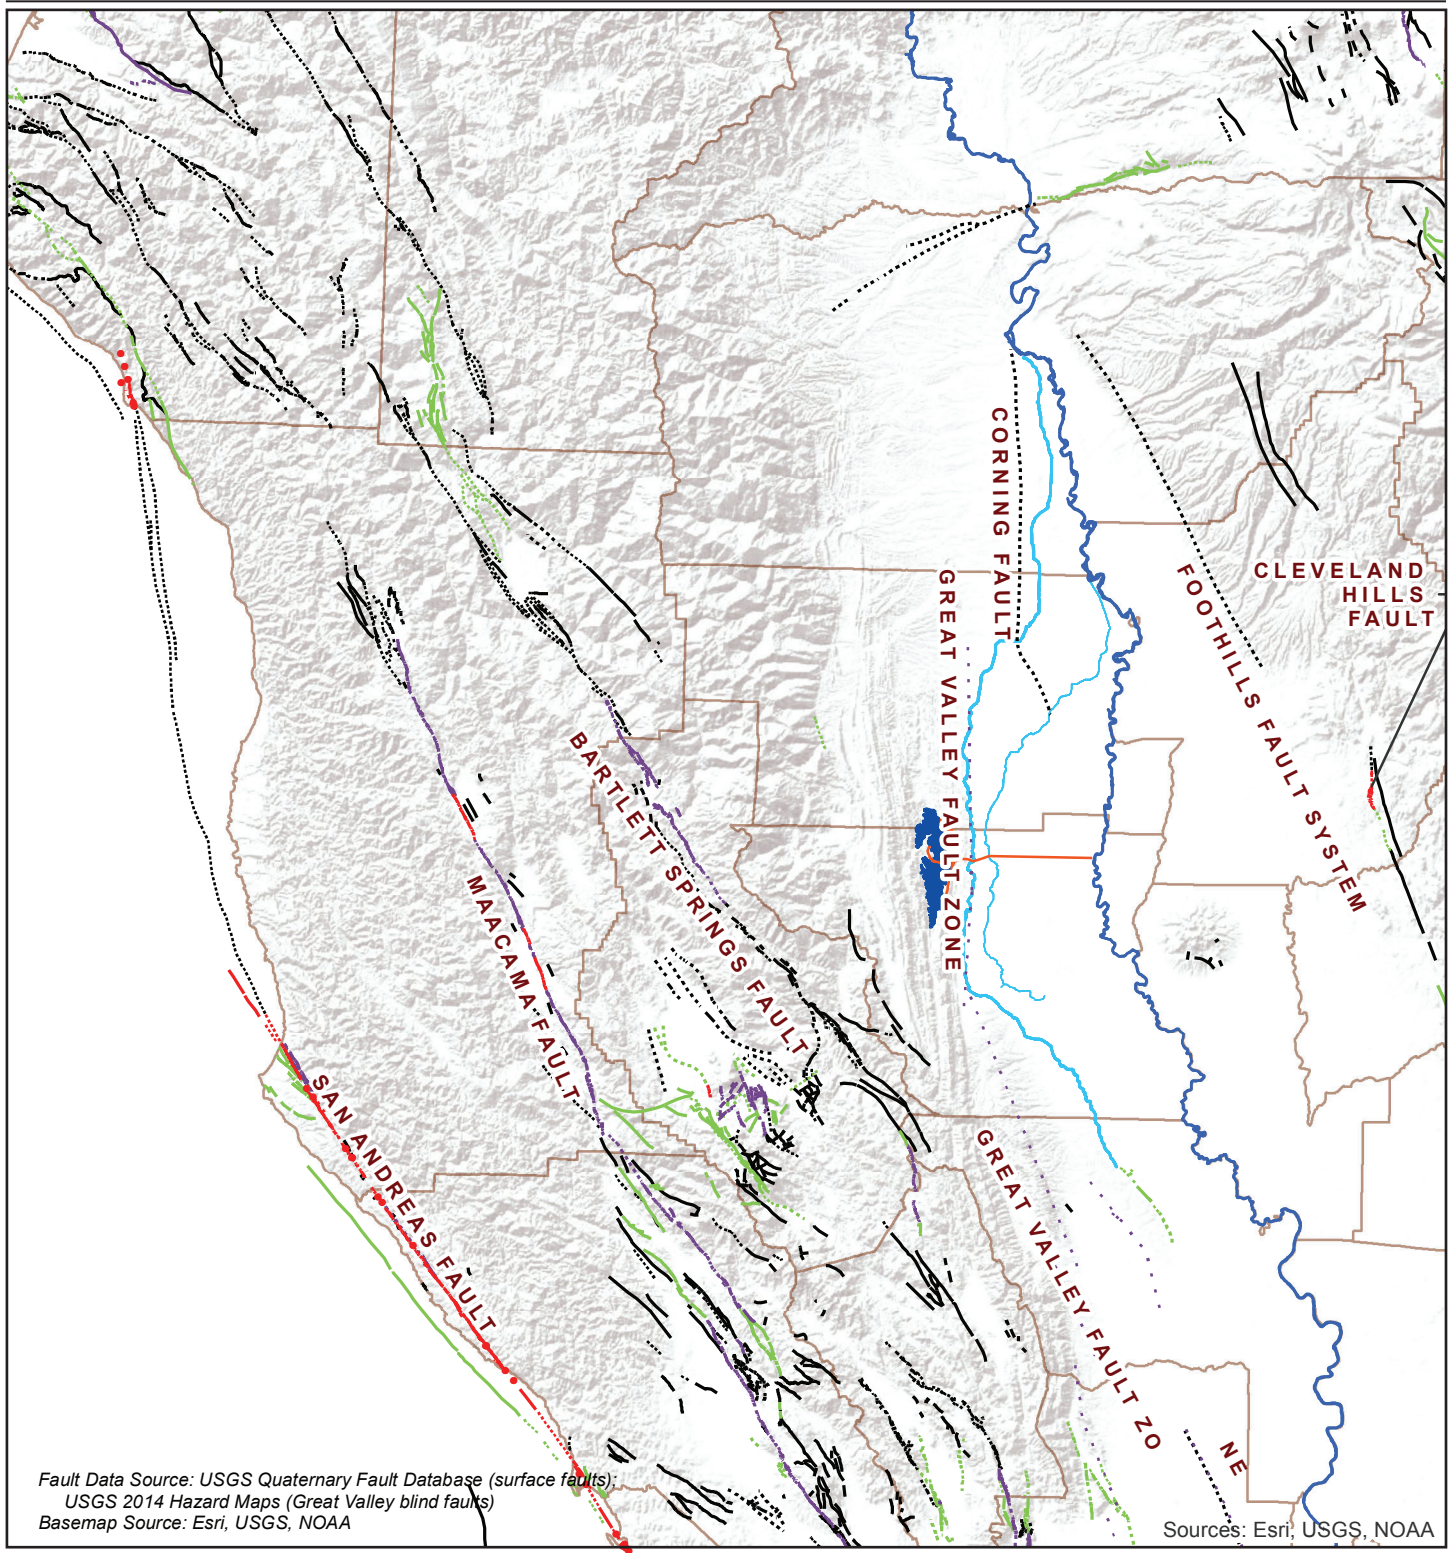 CORNING FAULT
GREAT VALLEY FAULT ZONE
FOOTHILLS FAULT SYSTEM
CLEVELAND
HILLS
FAULT
BARTLETT SPRINGS FAULT
MAACAMA FAULT
SAN ANDREAS FAULT
GREAT VALLEY FAULT ZONE
Fault Data Source: USGS Quaternary Fault Database (surface faults);
USGS 2014 Hazard Maps (Great Valley blind faults)
Basemap Source: Esri, USGS, NOAA
Sources: Esri, USGS, NOAA